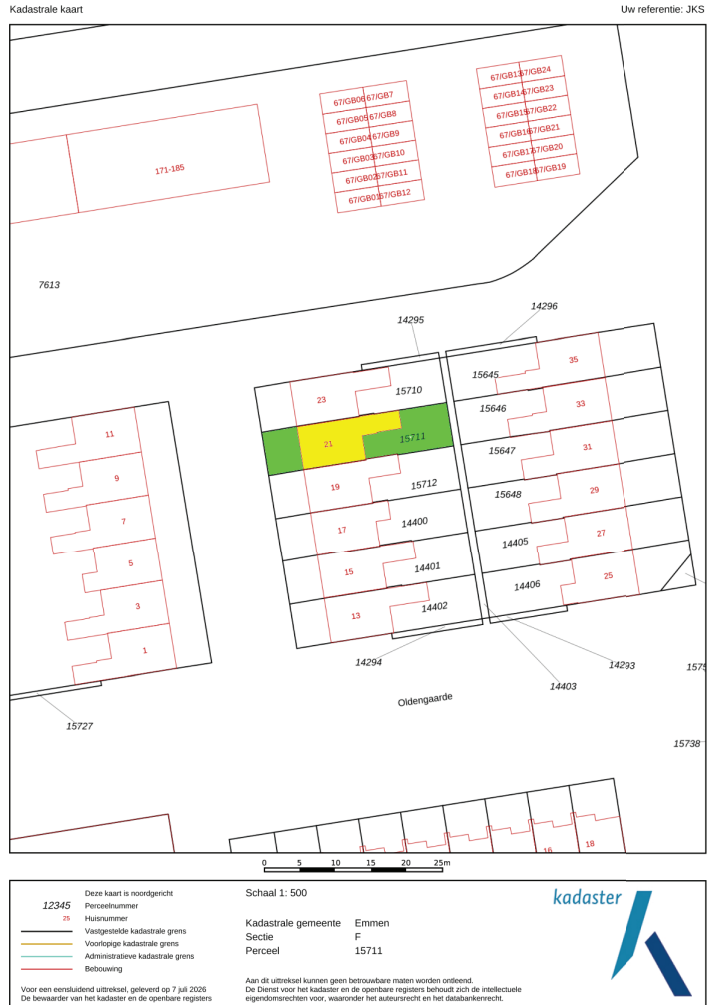 Kadastrale kaart
Uw referentie: JKS
67/GB13 67/GB24
67/GB14 67/GB23
67/GB15 67/GB22
67/GB16 67/GB21
67/GB17 67/GB20
67/GB18 67/GB19
67/GB06 67/GB7
67/GB05 67/GB8
67/GB04 67/GB9
67/GB03 67/GB10
67/GB02 67/GB11
67/GB01 67/GB12
171-185
7613
14296
14295
35
15645
33
15646
31
15647
29
15648
27
14405
25
14406
23
15710
21
15711
19
15712
17
14400
15
14401
13
14402
11
9
7
5
3
1
14294
14293
14403
1575
15727
Oldengaarde
15738
16
18
0 5 10 15 20 25m
Deze kaart is noordgericht
12345 Perceelnummer
25 Huisnummer
Vastgestelde kadastrale grens
Voorlopige kadastrale grens
Administratieve kadastrale grens
Bebouwing
Voor een eensluidend uittreksel, geleverd op 7 juli 2026
De bewaarder van het kadaster en de openbare registers
Schaal 1: 500
Kadastrale gemeente Emmen
Sectie F
Perceel 15711
Aan dit uittreksel kunnen geen betrouwbare maten worden ontleend.
De Dienst voor het kadaster en de openbare registers behoudt zich de intellectuele
eigendomsrechten voor, waaronder het auteursrecht en het databankenrecht.
kadaster